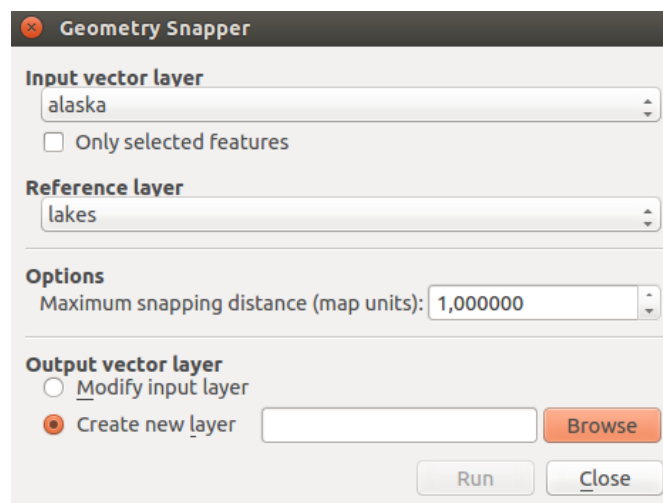 Geometry Snapper
Input vector layer
alaska
Only selected features
Reference layer
lakes
Options
Maximum snapping distance (map units): 1,000000
Output vector layer
Modify input layer
Create new layer Browse
Run Close